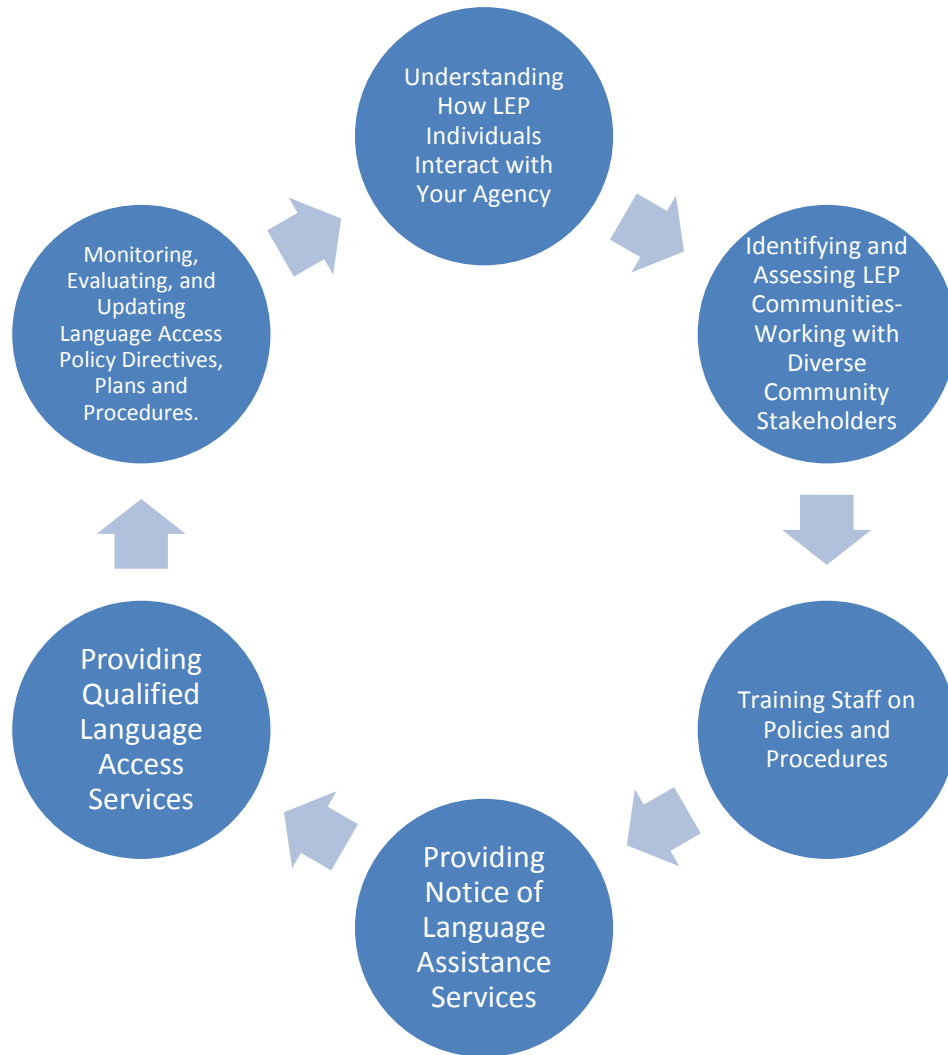 Understanding
How LEP
Individuals
Interact with
Your Agency
Identifying and
Assessing LEP
Communities-
Working with
Diverse
Community
Stakeholders
Training Staff on
Policies and
Procedures
Providing
Notice of
Language
Assistance
Services
Providing
Qualified
Language
Access
Services
Monitoring,
Evaluating, and
Updating
Language Access
Policy Directives,
Plans and
Procedures.